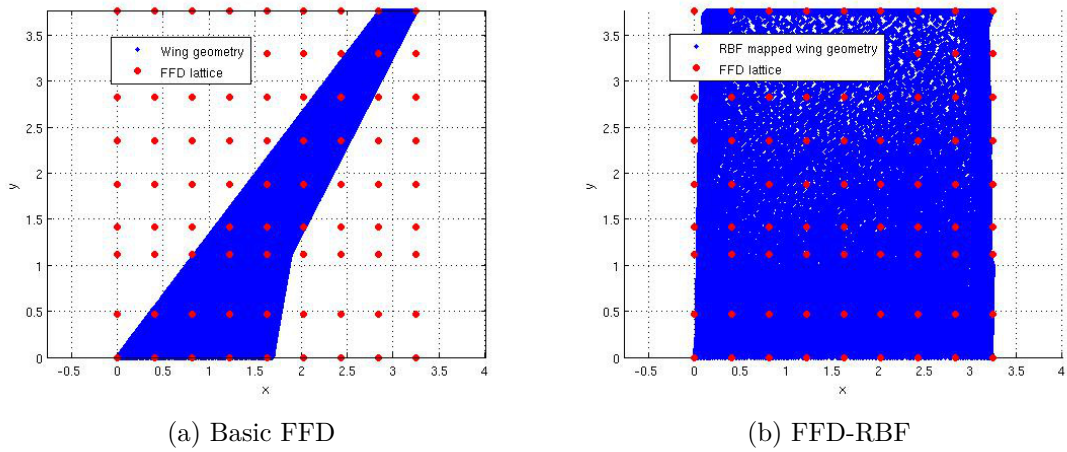 3.5
3
2.5
2
1.5
1
0.5
0
y
Wing geometry
FFD lattice
-0.5 0 0.5 1 1.5 2 2.5 3 3.5 4
x
(a) Basic FFD
3.5
3
2.5
2
1.5
1
0.5
0
y
RBF mapped wing geometry
FFD lattice
-0.5 0 0.5 1 1.5 2 2.5 3 3.5 4
x
(b) FFD-RBF